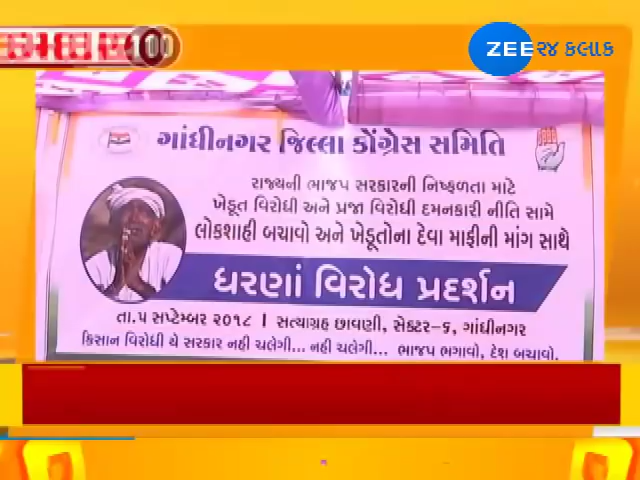 100
ZEE ૨૪ કલાક
ગાંધીનગર જિલ્લા કોંગ્રેસ સમિતિ
રાજ્યની ભાજપ સરકારની નિષ્ફળતા માટે
ખેડૂત વિરોધી અને પ્રજા વિરોધી દમનકારી નીતિ સામે
લોકશાહી બચાવો અને ખેડૂતોના દેવા માફીની માંગ સાથે
ધરણાં વિરોધ પ્રદર્શન
તા.૫ સપ્ટેમ્બર ૨૦૧૮ | સત્યાગ્રહ છાવણી, સેક્ટર-૬, ગાંધીનગર
કિસાન વિરોધી યે સરકાર નહી ચલેગી... નહી ચલેગી... ભાજપ ભગાવો, દેશ બચાવો.